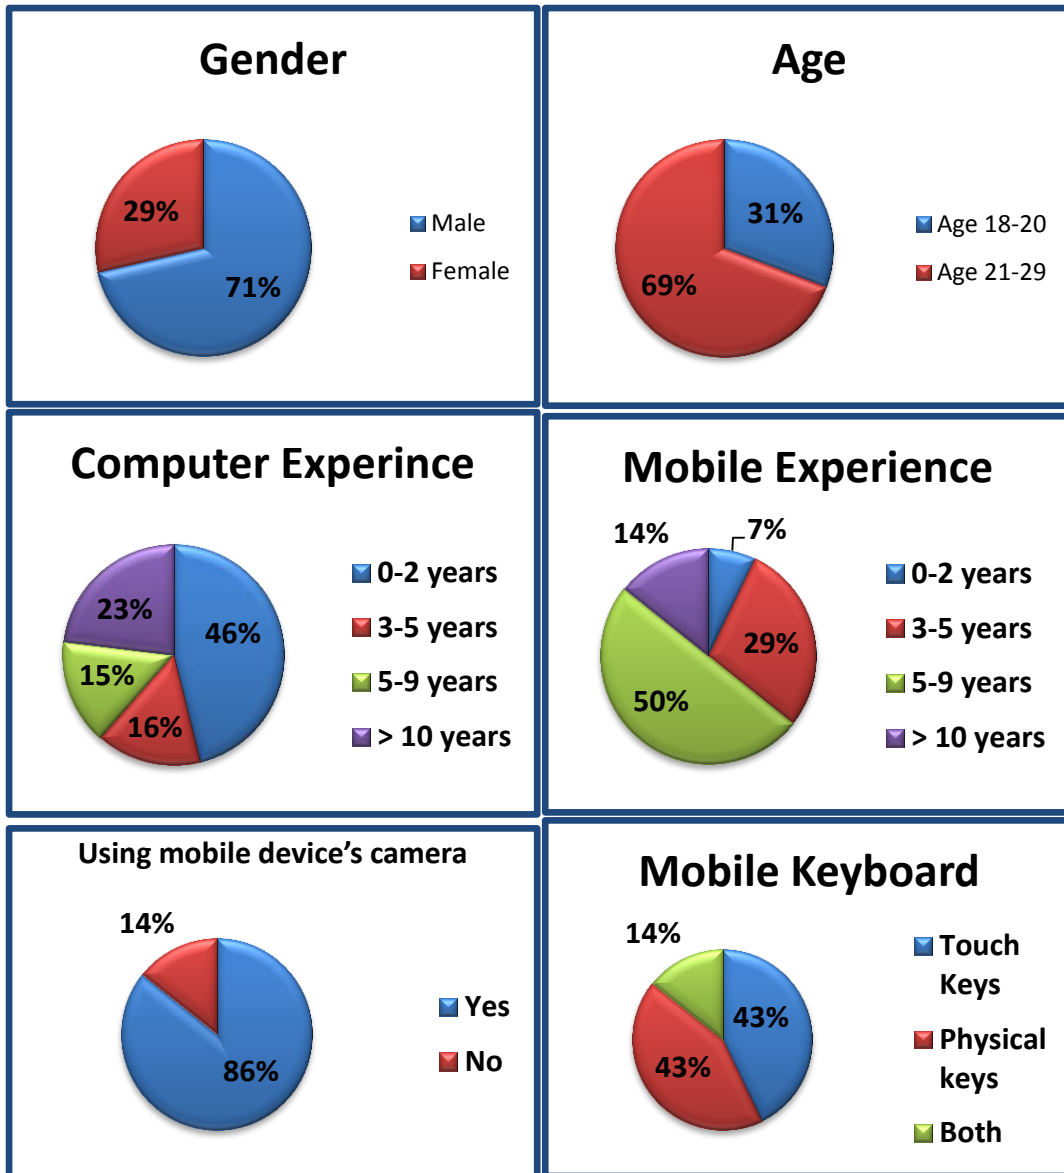 Gender
29%
71%
Male
Female
Age
31%
69%
Age 18-20
Age 21-29
Computer Experince
23%
46%
15%
16%
0-2 years
3-5 years
5-9 years
> 10 years
Mobile Experience
14%
7%
29%
50%
0-2 years
3-5 years
5-9 years
> 10 years
Using mobile device's camera
14%
86%
Yes
No
Mobile Keyboard
14%
43%
43%
Touch
Keys
Physical
keys
Both